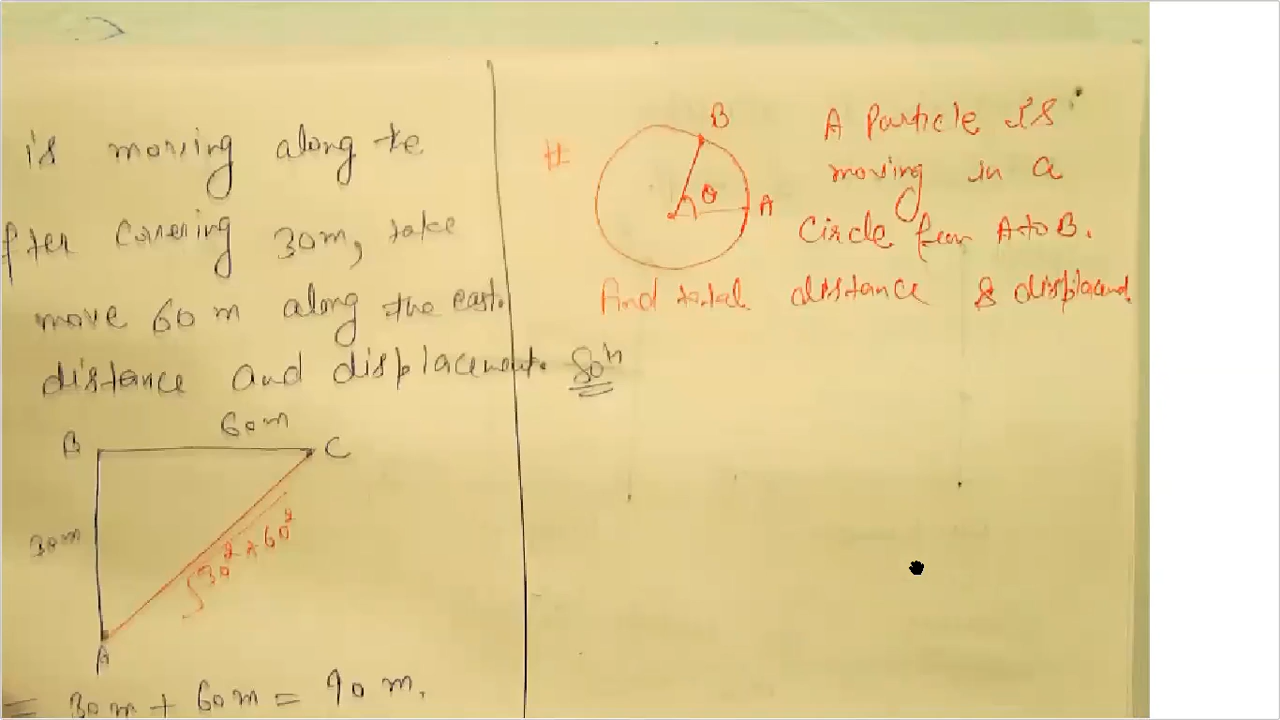 is moving along the
fter covering 30m, take
move 60 m along the east.
distance and displacement.
60m
B
C
30m
√30² + 60²
A
= 30m + 60m = 90 m.
#
B
θ
A
A Particle is
moving in a
Circle from A to B.
Find total distance & displacement
Solⁿ